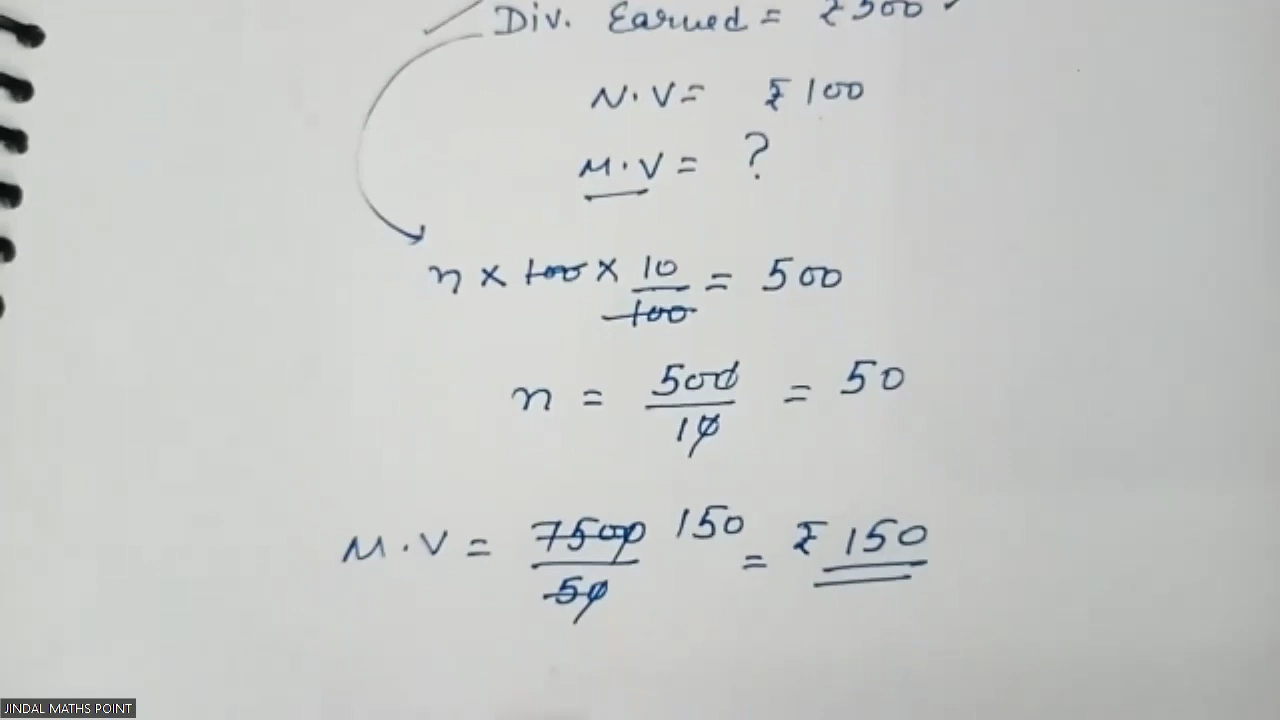 Div. Earned = ₹500
N.V = ₹ 100
M.V = ?
n × 100 × 10/100 = 500
n = 500/10 = 50
M.V = 7500/50 150 = ₹ 150
JINDAL MATHS POINT